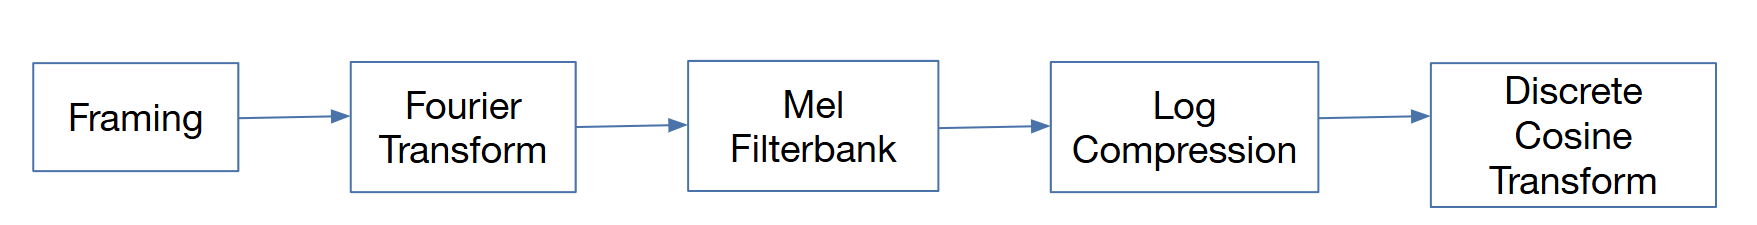 Framing
Fourier
Transform
Mel
Filterbank
Log
Compression
Discrete
Cosine
Transform